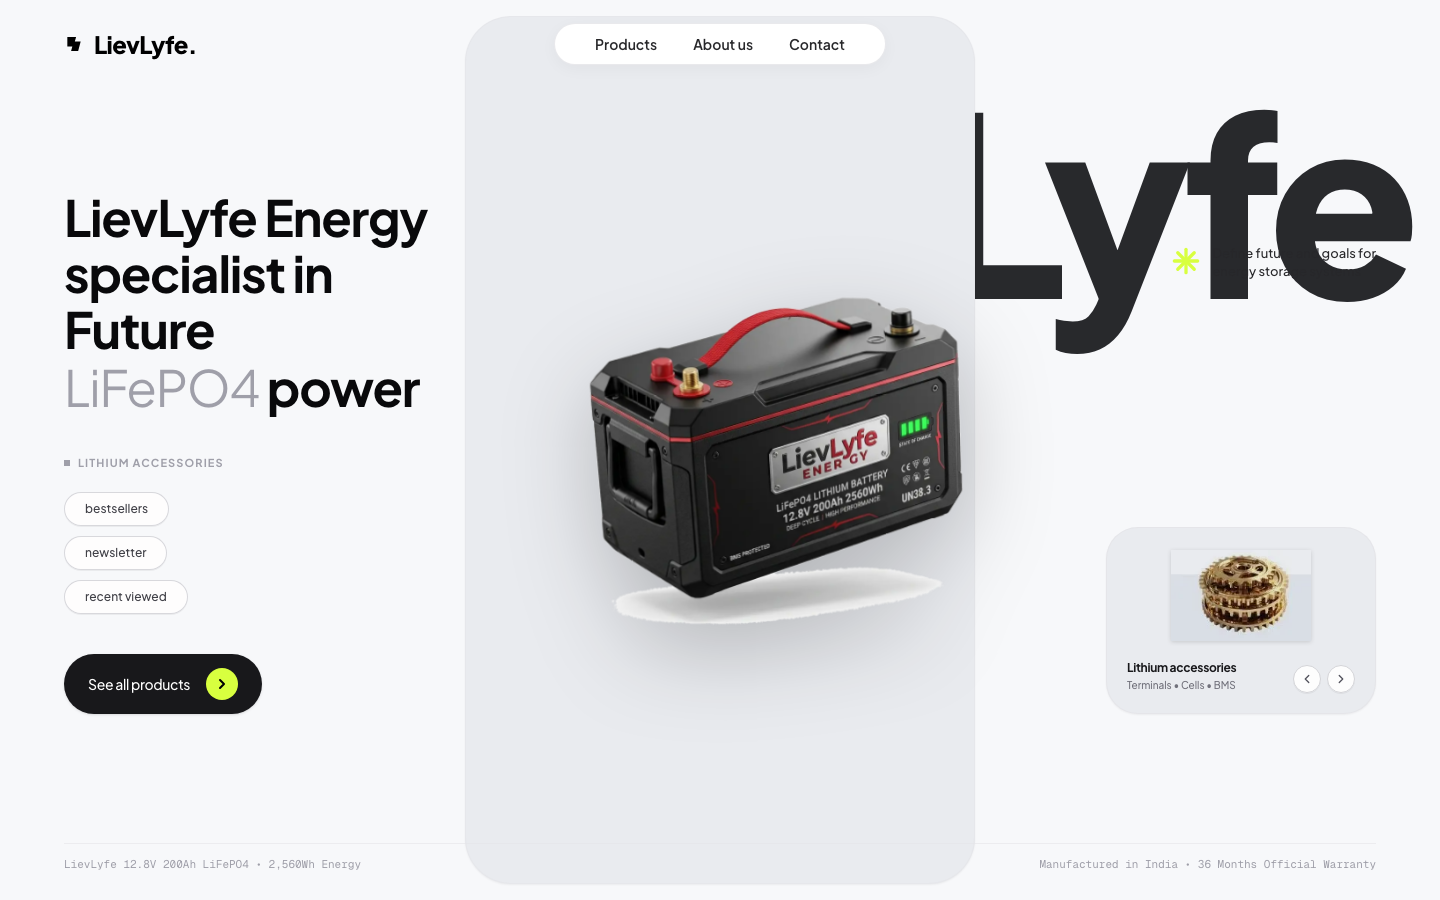 LievLyfe.
Products
About us
Contact
LievLyfe Energy
specialist in
Future
LiFePO4 power
LITHIUM ACCESSORIES
bestsellers
newsletter
recent viewed
See all products
LievLyfe
ENERGY
LiFePO4 LITHIUM BATTERY
12.8V 200Ah 2560Wh
DEEP CYCLE | HIGH PERFORMANCE
BMS PROTECTED
STATE OF CHARGE
UN38.3
Lyfe
goals for
Lithium accessories
Terminals • Cells • BMS
LievLyfe 12.8V 200Ah LiFePO4 • 2,560Wh Energy
Manufactured in India • 36 Months Official Warranty